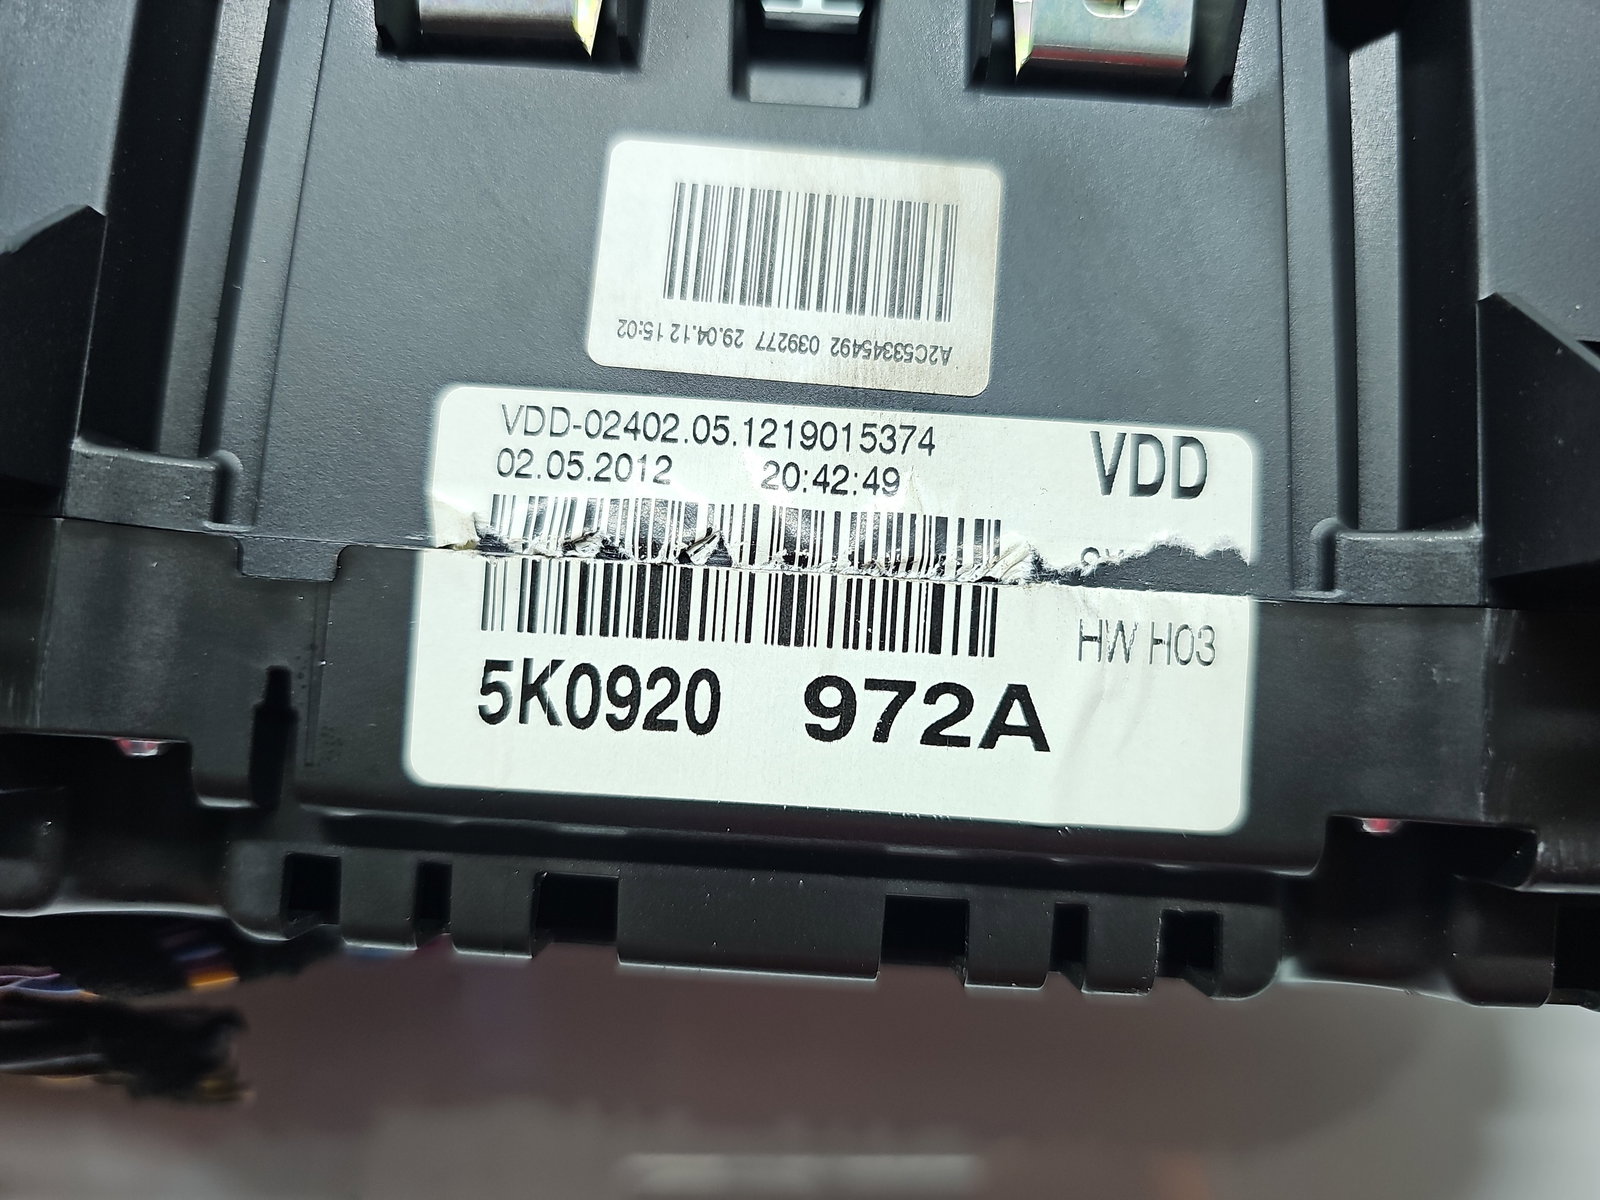 A2C53345492 039277 29.04.12 15:02
VDD-02402.05.1219015374
VDD
02.05.2012 20:42:49
HW H03
5K0920 972A